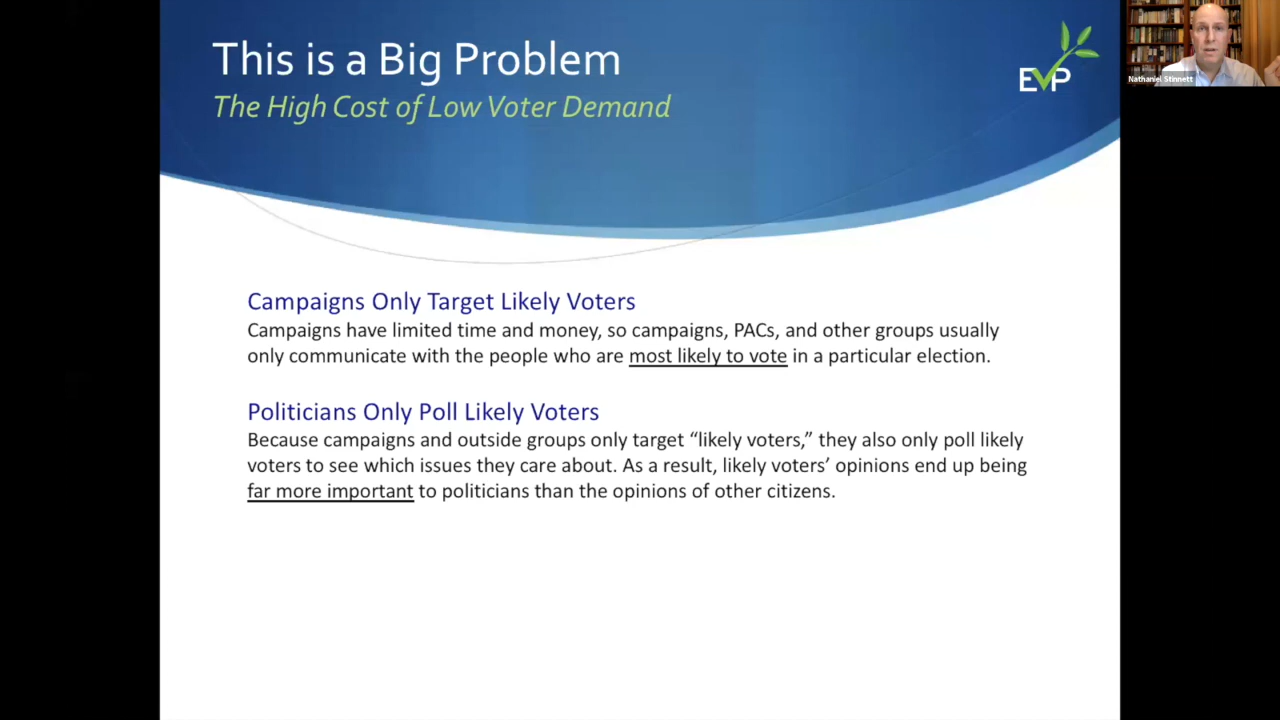 This is a Big Problem
The High Cost of Low Voter Demand
EVP
Nathaniel Stinnett
Campaigns Only Target Likely Voters
Campaigns have limited time and money, so campaigns, PACs, and other groups usually
only communicate with the people who are most likely to vote in a particular election.
Politicians Only Poll Likely Voters
Because campaigns and outside groups only target “likely voters,” they also only poll likely
voters to see which issues they care about. As a result, likely voters’ opinions end up being
far more important to politicians than the opinions of other citizens.